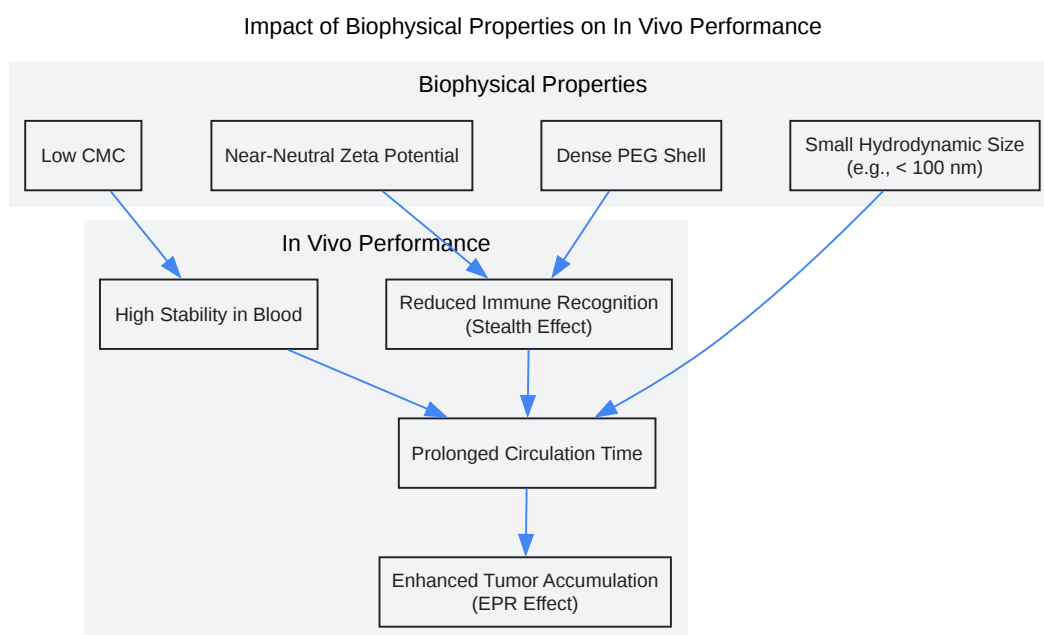 Impact of Biophysical Properties on In Vivo Performance
Biophysical Properties
Low CMC
Near-Neutral Zeta Potential
Dense PEG Shell
Small Hydrodynamic Size
(e.g., < 100 nm)
In Vivo Performance
High Stability in Blood
Reduced Immune Recognition
(Stealth Effect)
Prolonged Circulation Time
Enhanced Tumor Accumulation
(EPR Effect)